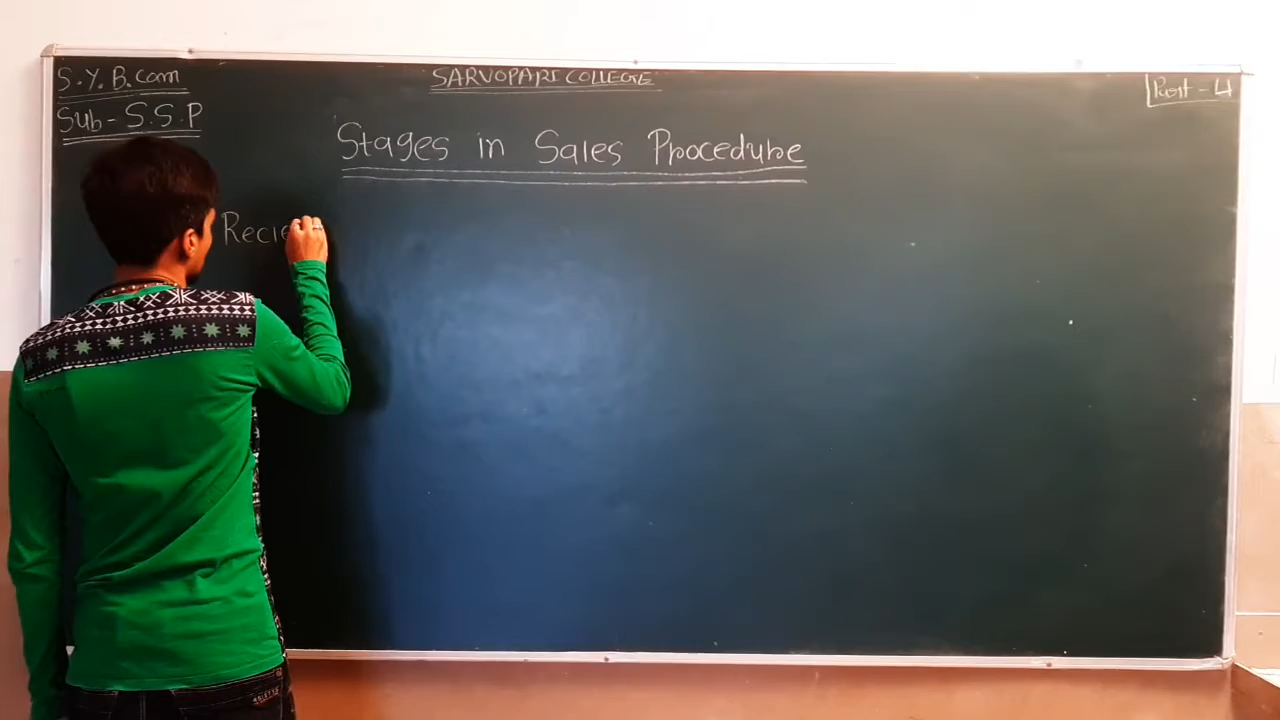 S.Y.B.com
SARVOPARI COLLEGE
Part - 4
Sub - S.S.P
Stages in Sales Procedure
Recie